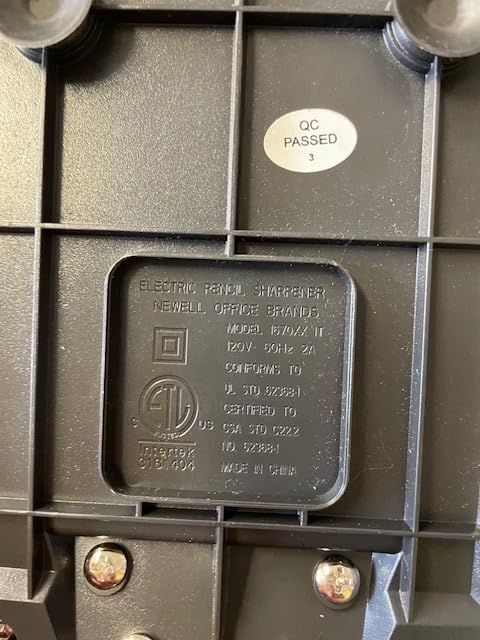 QC
PASSED
3
ELECTRIC PENCIL SHARPENER
NEWELL OFFICE BRANDS
MODEL 1670XX IT
120V~ 60Hz 2A
CONFORMS TO
UL STD 62368-1
CERTIFIED TO
CSA STD C22.2
NO. 62368-1
MADE IN CHINA
ETL
C US
Intertek